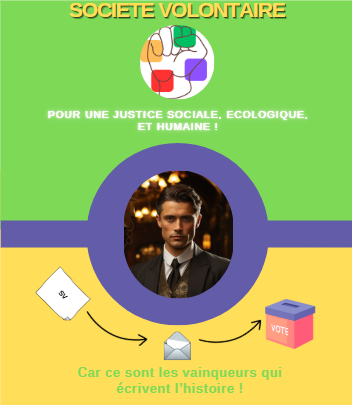 SOCIETE VOLONTAIRE
POUR UNE JUSTICE SOCIALE, ECOLOGIQUE,
ET HUMAINE !
SV
VOTE
Car ce sont les vainqueurs qui
écrivent l'histoire !